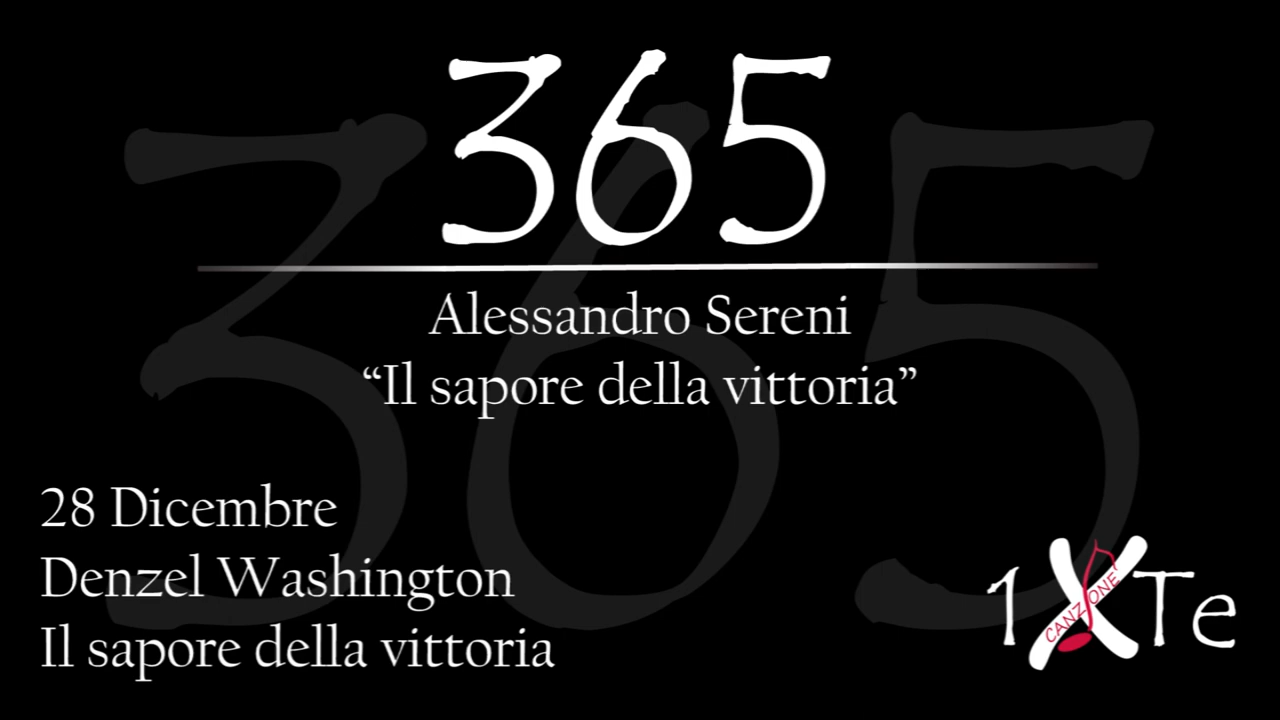 365
Alessandro Sereni
“Il sapore della vittoria”
28 Dicembre
Denzel Washington
Il sapore della vittoria
1XTe
CANZONE